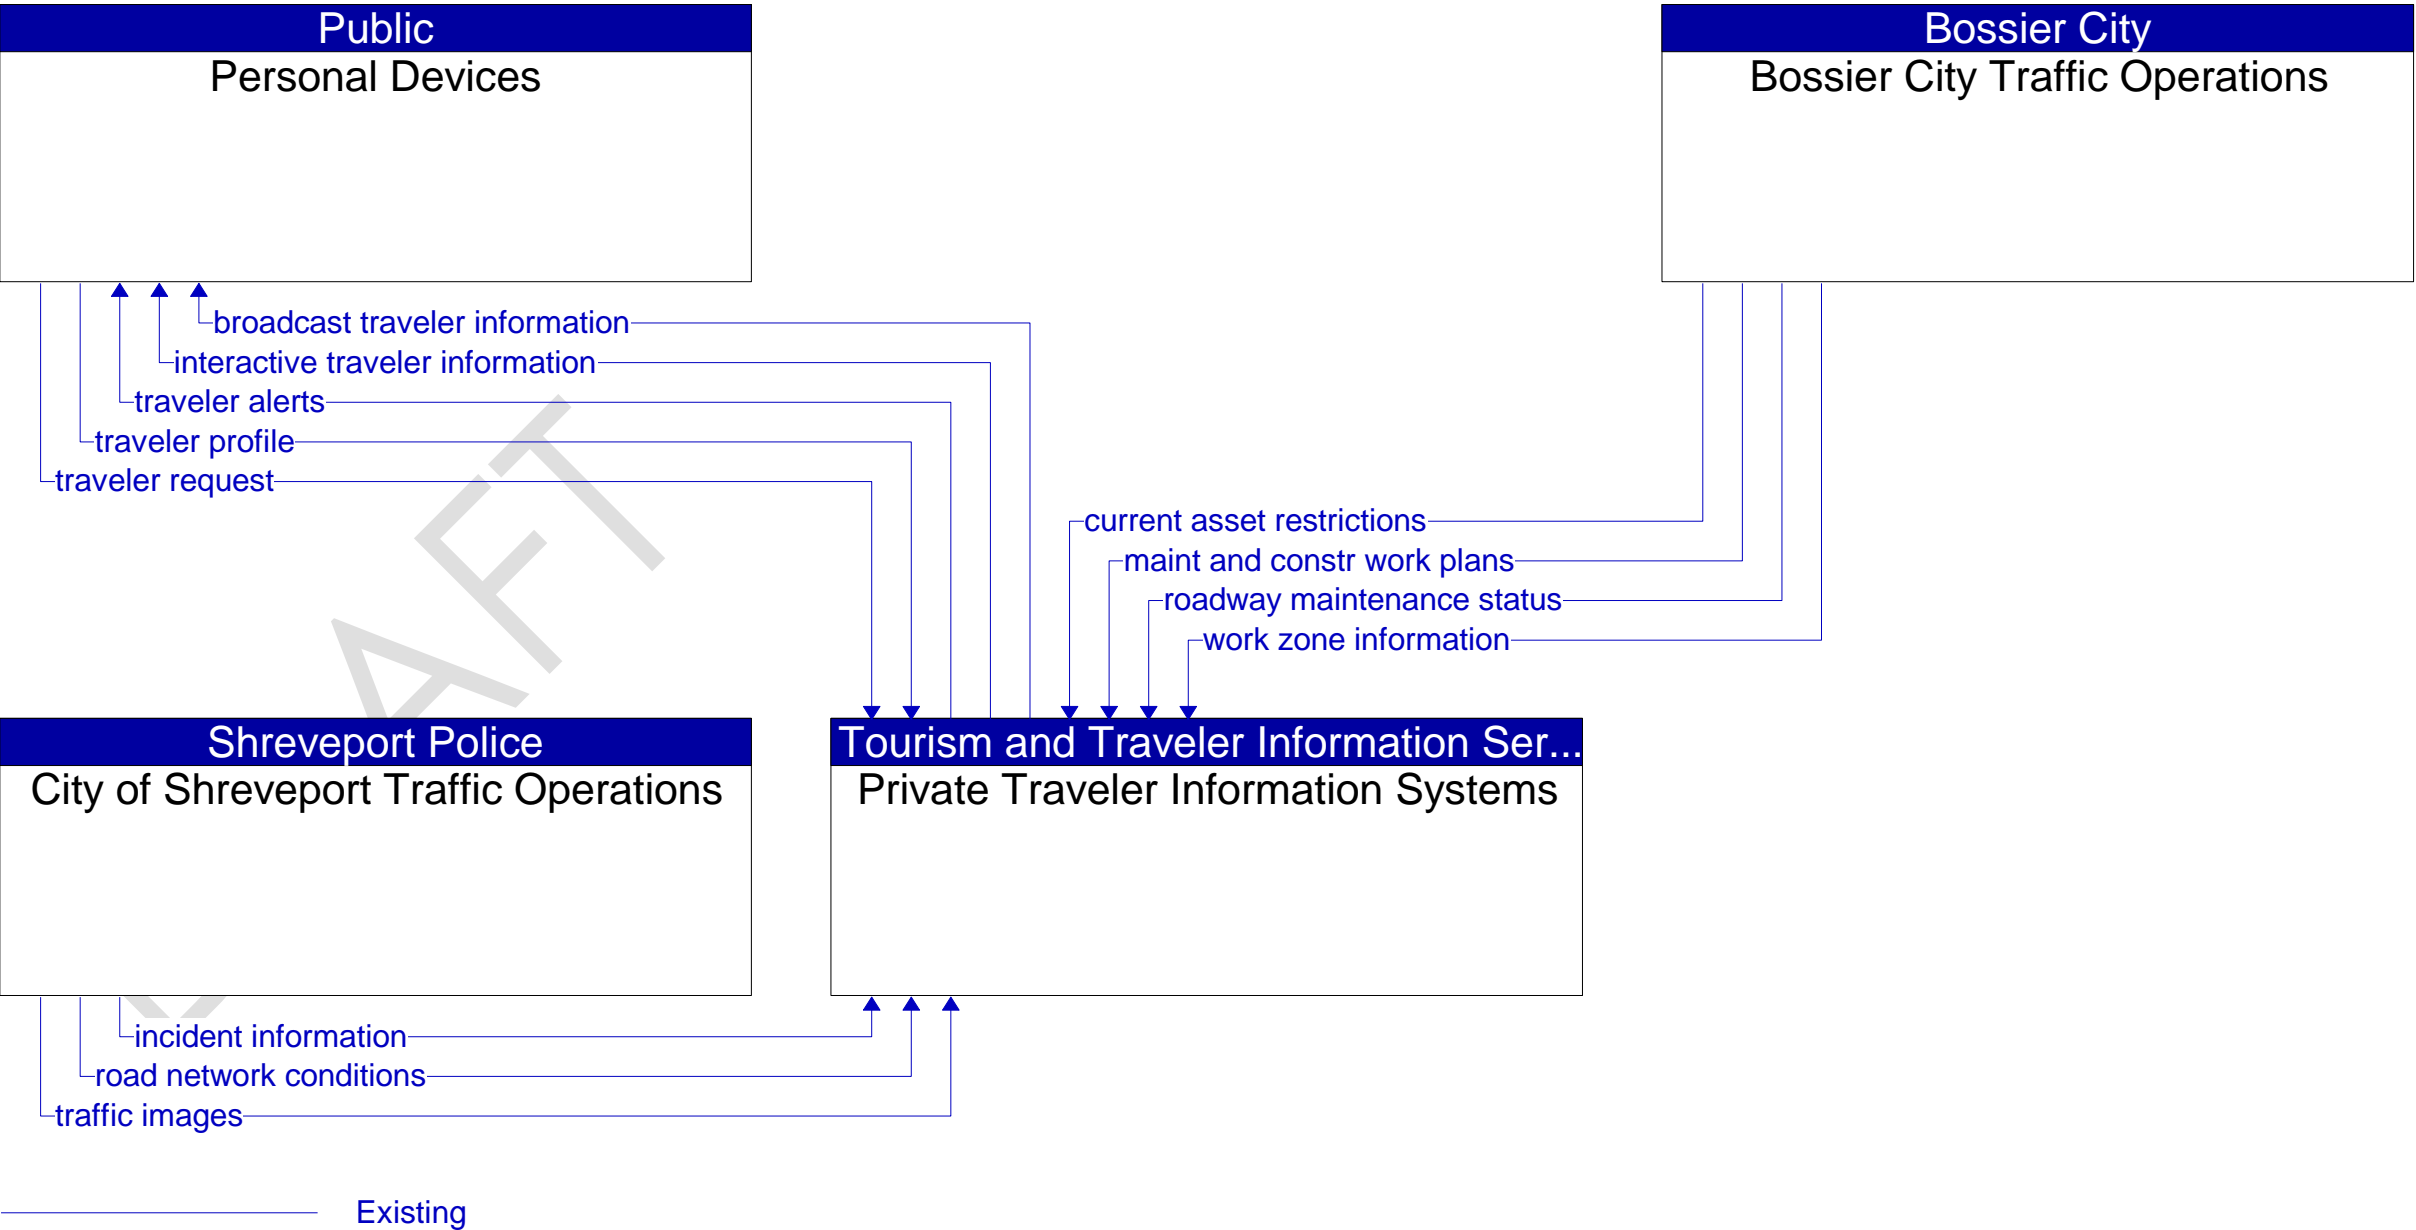 Public
Personal Devices
Bossier City
Bossier City Traffic Operations
broadcast traveler information
interactive traveler information
traveler alerts
traveler profile
traveler request
current asset restrictions
maint and constr work plans
roadway maintenance status
work zone information
Shreveport Police
City of Shreveport Traffic Operations
Tourism and Traveler Information Ser...
Private Traveler Information Systems
incident information
road network conditions
traffic images
Existing